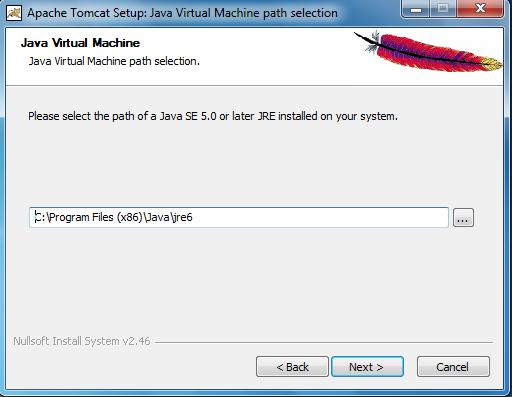 Apache Tomcat Setup: Java Virtual Machine path selection
Java Virtual Machine
Java Virtual Machine path selection.
Please select the path of a Java SE 5.0 or later JRE installed on your system.
C:\Program Files (x86)\Java\jre6
...
Nullsoft Install System v2.46
< Back
Next >
Cancel